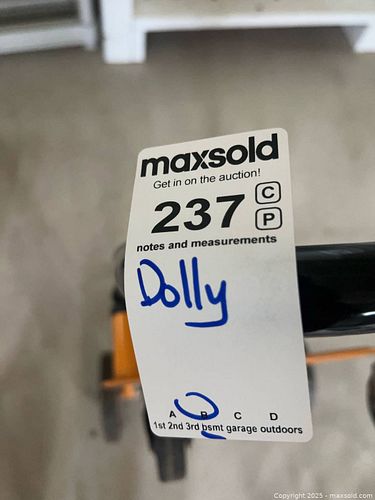 maxsold
Get in on the auction!
237 C
P
notes and measurements
Dolly
A B C D
1st 2nd 3rd bsmt garage outdoors
Copyright 2025 - maxsold.com